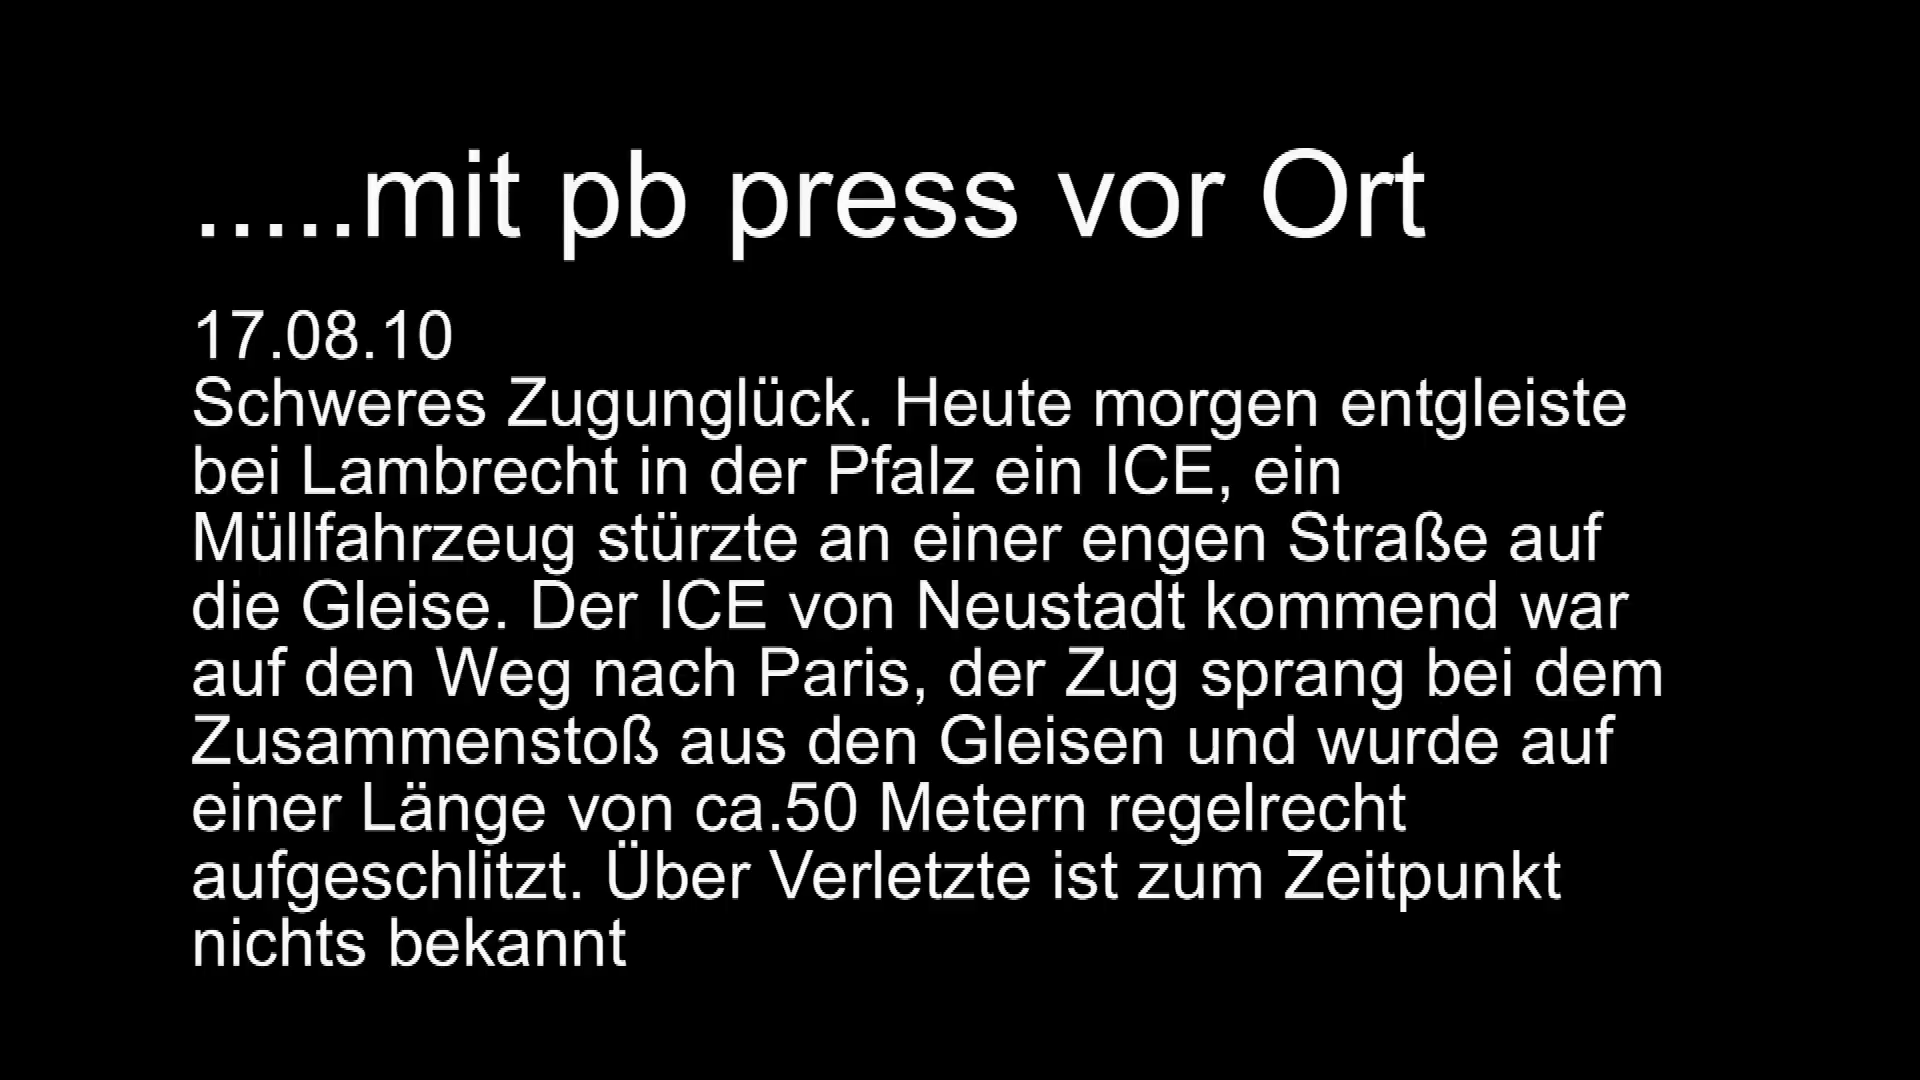 .....mit pb press vor Ort
17.08.10
Schweres Zugunglück. Heute morgen entgleiste
bei Lambrecht in der Pfalz ein ICE, ein
Müllfahrzeug stürzte an einer engen Straße auf
die Gleise. Der ICE von Neustadt kommend war
auf den Weg nach Paris, der Zug sprang bei dem
Zusammenstoß aus den Gleisen und wurde auf
einer Länge von ca.50 Metern regelrecht
aufgeschlitzt. Über Verletzte ist zum Zeitpunkt
nichts bekannt